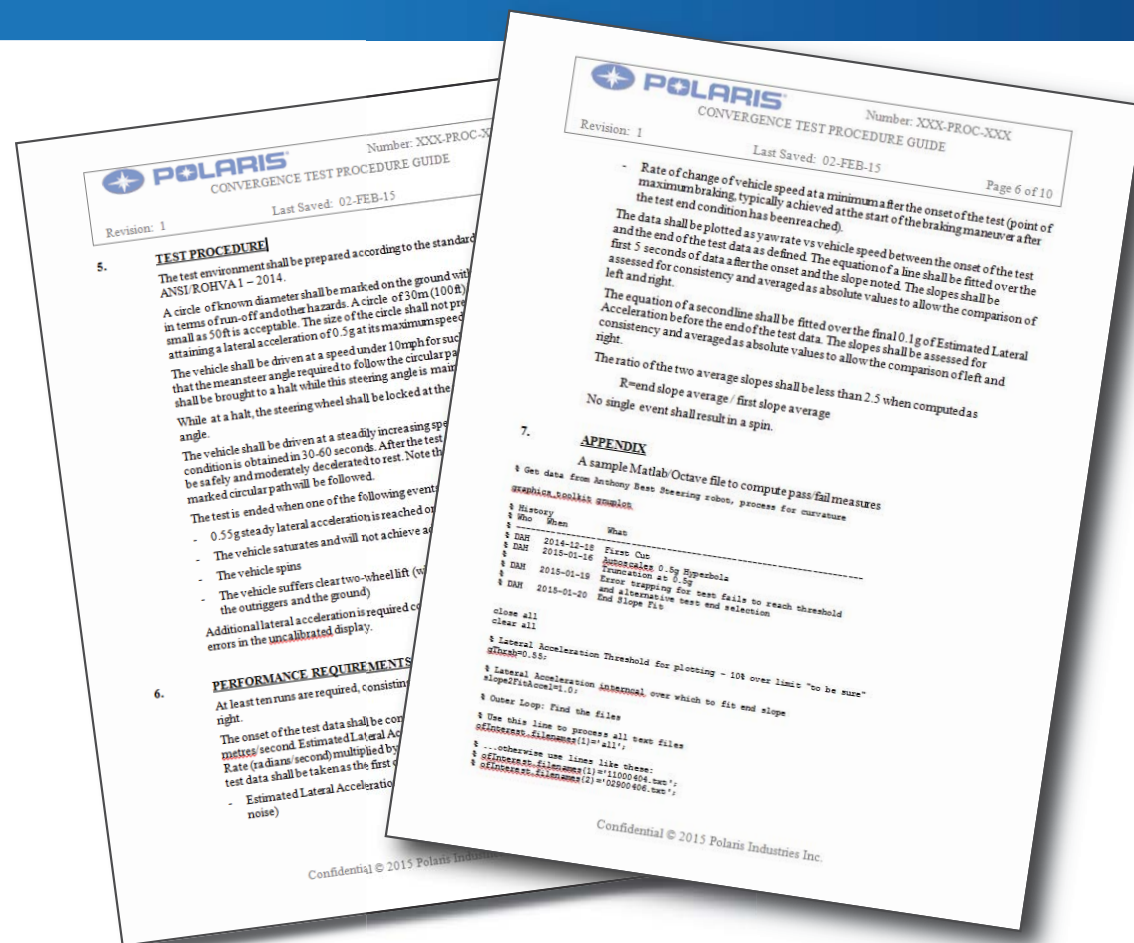 POLARIS
Number: XXX-PROC-X
CONVERGENCE TEST PROCEDURE GUIDE
Revision: 1
Last Saved: 02-FEB-15
5. TEST PROCEDURE
The test environment shall be prepared according to the standard
ANSI/ROHVA 1 – 2014.
A circle of known diameter shall be marked on the ground with
in terms of run-off and other hazards. A circle of 30m (100ft)
small as 50ft is acceptable. The size of the circle shall not pre
attaining a lateral acceleration of 0.5g at its maximum speed
The vehicle shall be driven at a speed under 10mph for suc
that the mean steer angle required to follow the circular pa
shall be brought to a halt while this steering angle is main
While at a halt, the steering wheel shall be locked at the
angle.
The vehicle shall be driven at a steadily increasing spe
condition is obtained in 30-60 seconds. After the test
be safely and moderately decelerated to rest. Note th
marked circular path will be followed.
The test is ended when one of the following events
- 0.55g steady lateral acceleration is reached or
- The vehicle saturates and will not achieve ad
- The vehicle spins
- The vehicle suffers clear two-wheel lift (wi
the outriggers and the ground)
Additional lateral acceleration is required co
errors in the uncalibrated display.
6. PERFORMANCE REQUIREMENTS
At least ten runs are required, consisting
right.
The onset of the test data shall be con
metres/second. Estimated Lateral Ac
Rate (radians/second) multiplied by
test data shall be taken as the first o
- Estimated Lateral Acceleratio
noise)
Confidential © 2015 Polaris Indust
POLARIS
Number: XXX-PROC-XXX
CONVERGENCE TEST PROCEDURE GUIDE
Revision: 1
Last Saved: 02-FEB-15
Page 6 of 10
- Rate of change of vehicle speed at a minimum after the onset of the test (point of
maximum braking, typically achieved at the start of the braking maneuver after
the test end condition has been reached).
The data shall be plotted as yaw rate vs vehicle speed between the onset of the test
and the end of the test data as defined. The equation of a line shall be fitted over the
first 5 seconds of data after the onset and the slope noted. The slopes shall be
assessed for consistency and averaged as absolute values to allow the comparison of
left and right.
The equation of a second line shall be fitted over the final 0.1g of Estimated Lateral
Acceleration before the end of the test data. The slopes shall be assessed for
consistency and averaged as absolute values to allow the comparison of left and
right.
The ratio of the two average slopes shall be less than 2.5 when computed as
R=end slope average / first slope average
No single event shall result in a spin.
7. APPENDIX
A sample Matlab/Octave file to compute pass/fail measures
% Get data from Anthony Best Steering robot, process for curvature
graphics_toolkit gnuplot
% History
% Who When What
% ----------------------------------------------------------------
% DAH 2014-12-18 First Cut
% DAH 2015-01-16 Autoscales 0.5g Hyperbola
% Truncation at 0.5g
% DAH 2015-01-19 Error trapping for test fails to reach threshold
% and alternative test end selection
% DAH 2015-01-20 End Slope Fit
close all
clear all
% Lateral Acceleration Threshold for plotting - 10% over limit "to be sure"
gThrsh=0.55;
% Lateral Acceleration internoal over which to fit end slope
slope2FitAccel=1.0;
% Outer Loop: Find the files
% Use this line to process all text files
ofInterest.filenames(1)='all';
% ...otherwise use lines like these:
% ofInterest.filenames(1)='11000404.txt';
% ofInterest.filenames(2)='02900406.txt';
Confidential © 2015 Polaris Industries Inc.